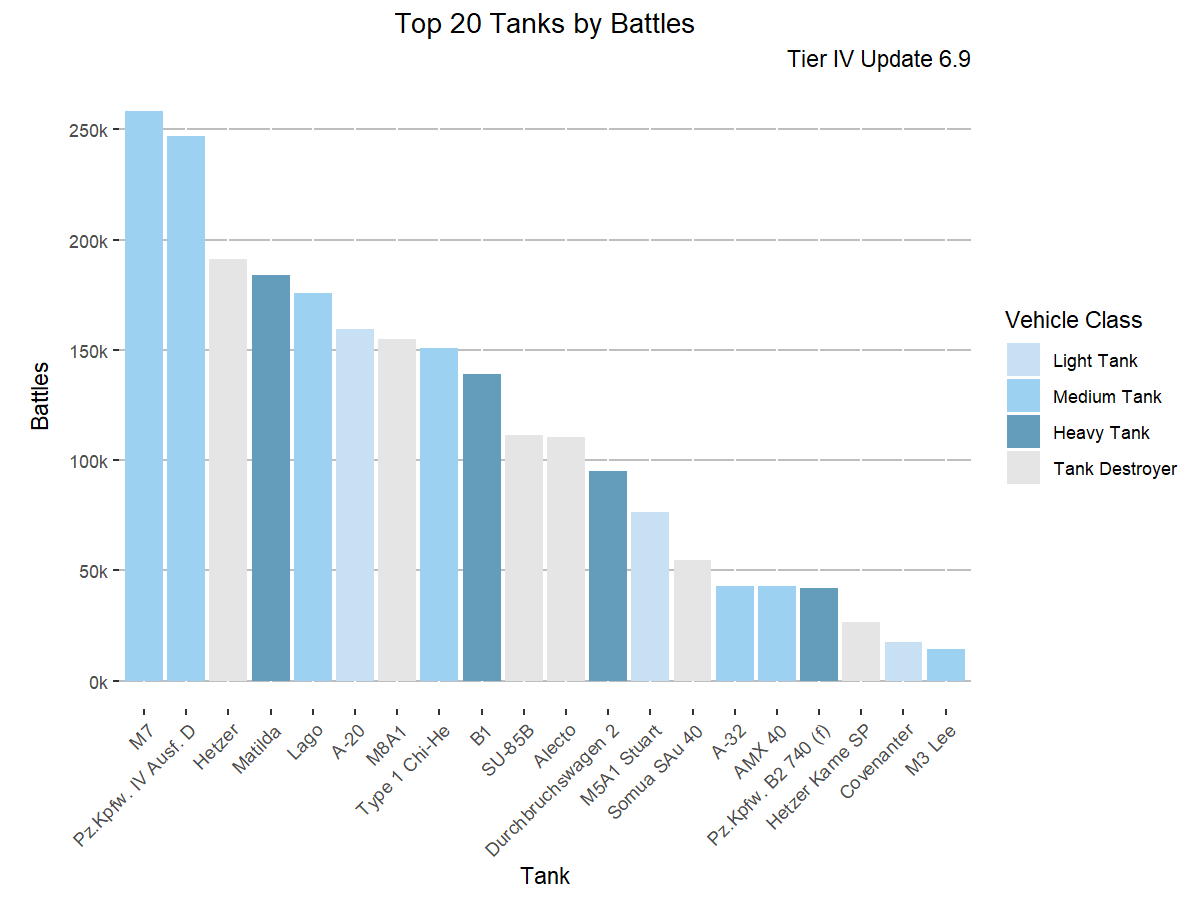 Top 20 Tanks by Battles
Tier IV Update 6.9
Battles
250k
200k
150k
100k
50k
0k
M7
Pz.Kpfw. IV Ausf. D
Hetzer
Matilda
Lago
A-20
M8A1
Type 1 Chi-He
B1
SU-85B
Alecto
Durchbruchswagen 2
M5A1 Stuart
Somua SAu 40
A-32
AMX 40
Pz.Kpfw. B2 740 (f)
Hetzer Kame SP
Covenanter
M3 Lee
Tank
Vehicle Class
Light Tank
Medium Tank
Heavy Tank
Tank Destroyer